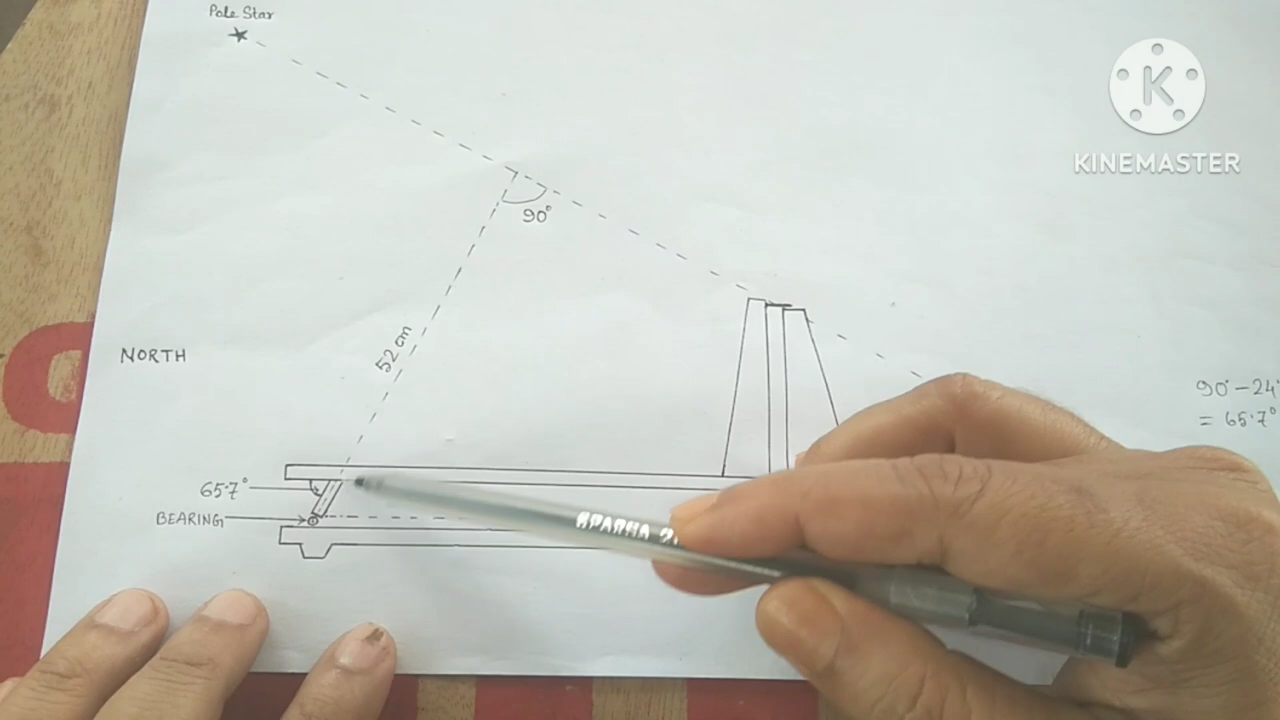 Pole Star
KINEMASTER
90°
52 cm
NORTH
90° - 24°
= 65.7°
65.7°
BEARING